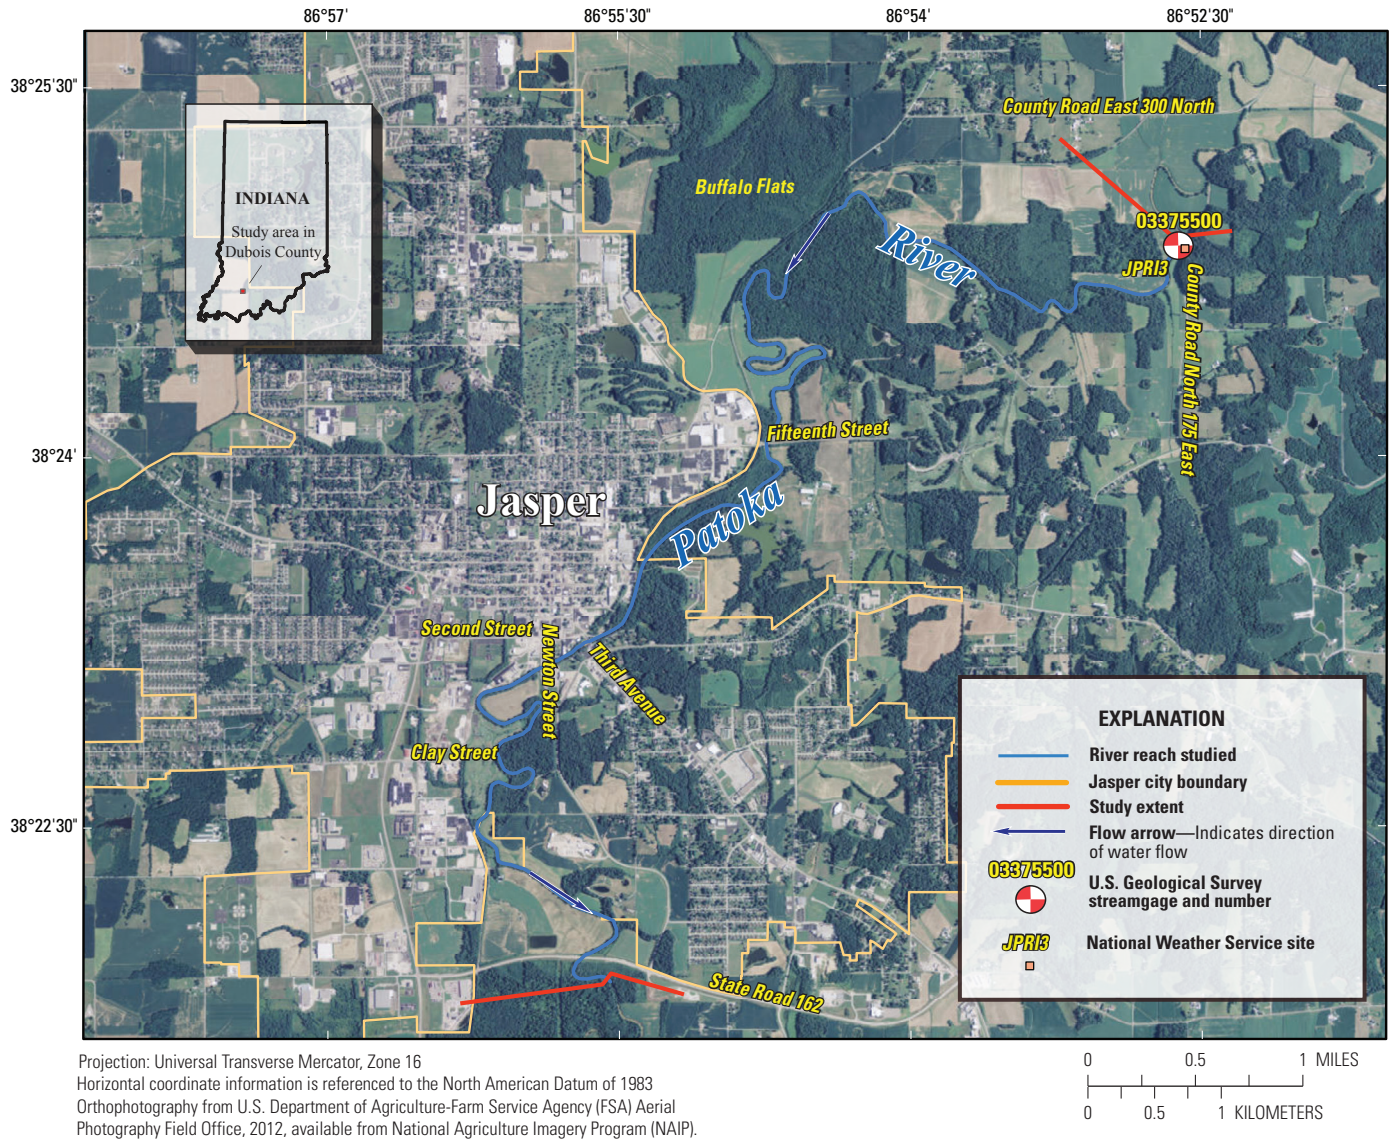 86°57'
86°55'30"
86°54'
86°52'30"
38°25'30"
County Road East 300 North
INDIANA
Study area in
Dubois County
Buffalo Flats
03375500
River
JPRI3
County Road North 175 East
Fifteenth Street
38°24'
Jasper
Patoka
Second Street
Newton Street
Third Avenue
Clay Street
38°22'30"
State Road 162
EXPLANATION
River reach studied
Jasper city boundary
Study extent
Flow arrow—Indicates direction
of water flow
03375500
U.S. Geological Survey
streamgage and number
JPRI3
National Weather Service site
Projection: Universal Transverse Mercator, Zone 16
Horizontal coordinate information is referenced to the North American Datum of 1983
Orthophotography from U.S. Department of Agriculture-Farm Service Agency (FSA) Aerial
Photography Field Office, 2012, available from National Agriculture Imagery Program (NAIP).
0 0.5 1 MILES
0 0.5 1 KILOMETERS